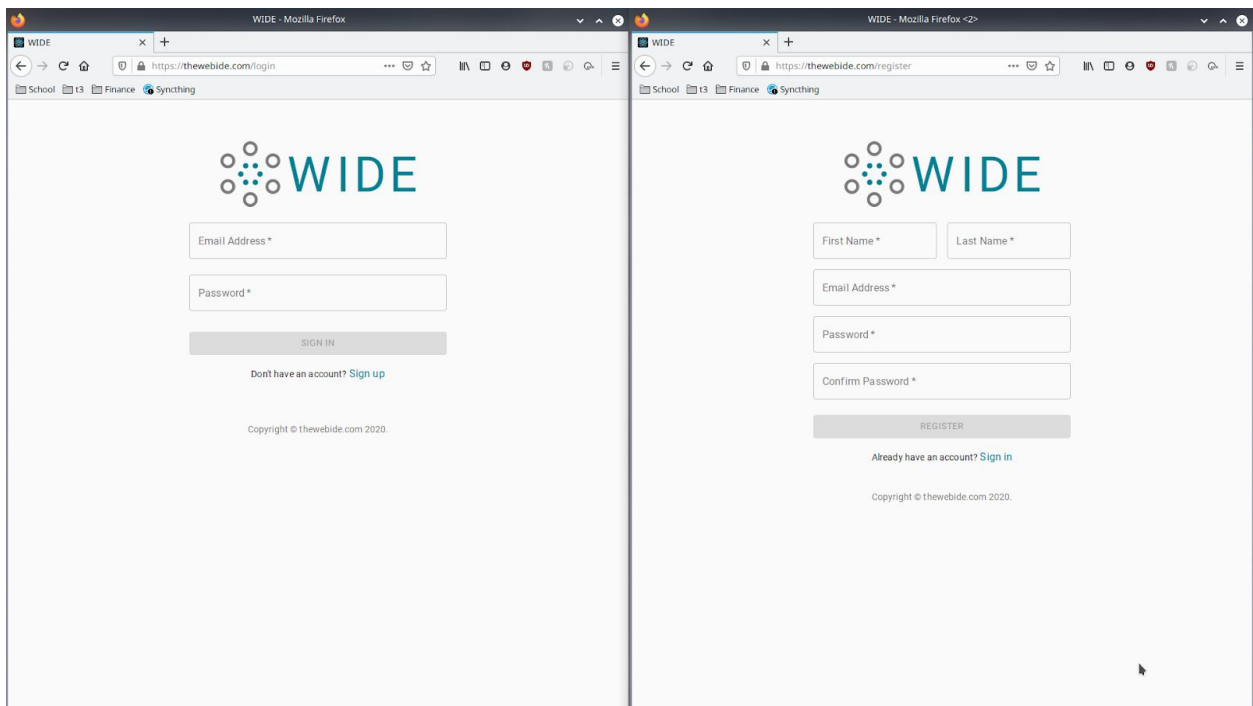 WIDE - Mozilla Firefox
WIDE
https://thewebide.com/login
School t3 Finance Syncthing
WIDE
Email Address *
Password *
SIGN IN
Don't have an account? Sign up
Copyright © thewebide.com 2020.
WIDE - Mozilla Firefox <2>
WIDE
https://thewebide.com/register
School t3 Finance Syncthing
WIDE
First Name * Last Name *
Email Address *
Password *
Confirm Password *
REGISTER
Already have an account? Sign in
Copyright © thewebide.com 2020.